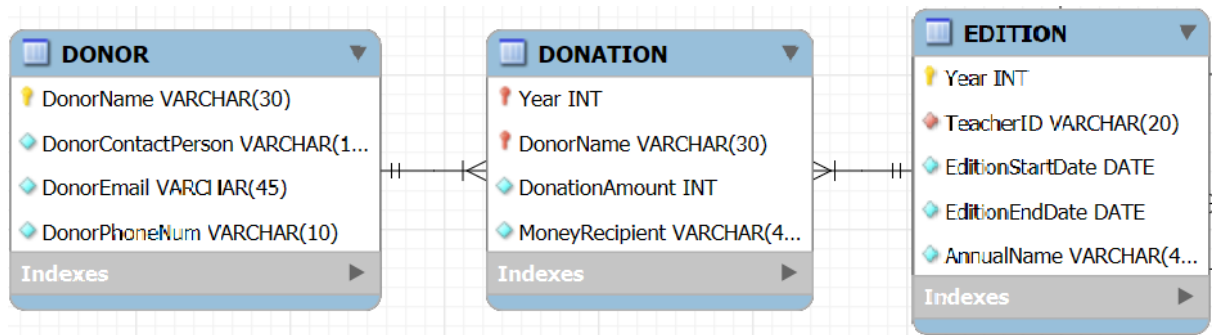 DONOR
DonorName VARCHAR(30)
DonorContactPerson VARCHAR(1...
DonorEmail VARCHAR(45)
DonorPhoneNum VARCHAR(10)
Indexes
DONATION
Year INT
DonorName VARCHAR(30)
DonationAmount INT
MoneyRecipient VARCHAR(4...
Indexes
EDITION
Year INT
TeacherID VARCHAR(20)
EditionStartDate DATE
EditionEndDate DATE
AnnualName VARCHAR(4...
Indexes